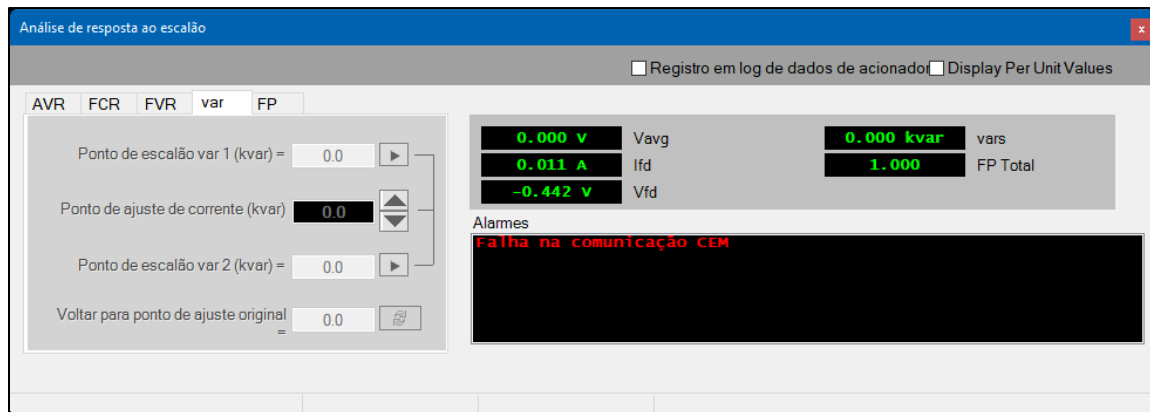 Análise de resposta ao escalão
x
Registro em log de dados de acionador Display Per Unit Values
AVR FCR FVR var FP
Ponto de escalão var 1 (kvar) = 0.0
Ponto de ajuste de corrente (kvar) 0.0
Ponto de escalão var 2 (kvar) = 0.0
Voltar para ponto de ajuste original
= 0.0
0.000 V Vavg 0.000 kvar vars
0.011 A Ifd 1.000 FP Total
-0.442 V Vfd
Alarmes
Falha na comunicação CEM